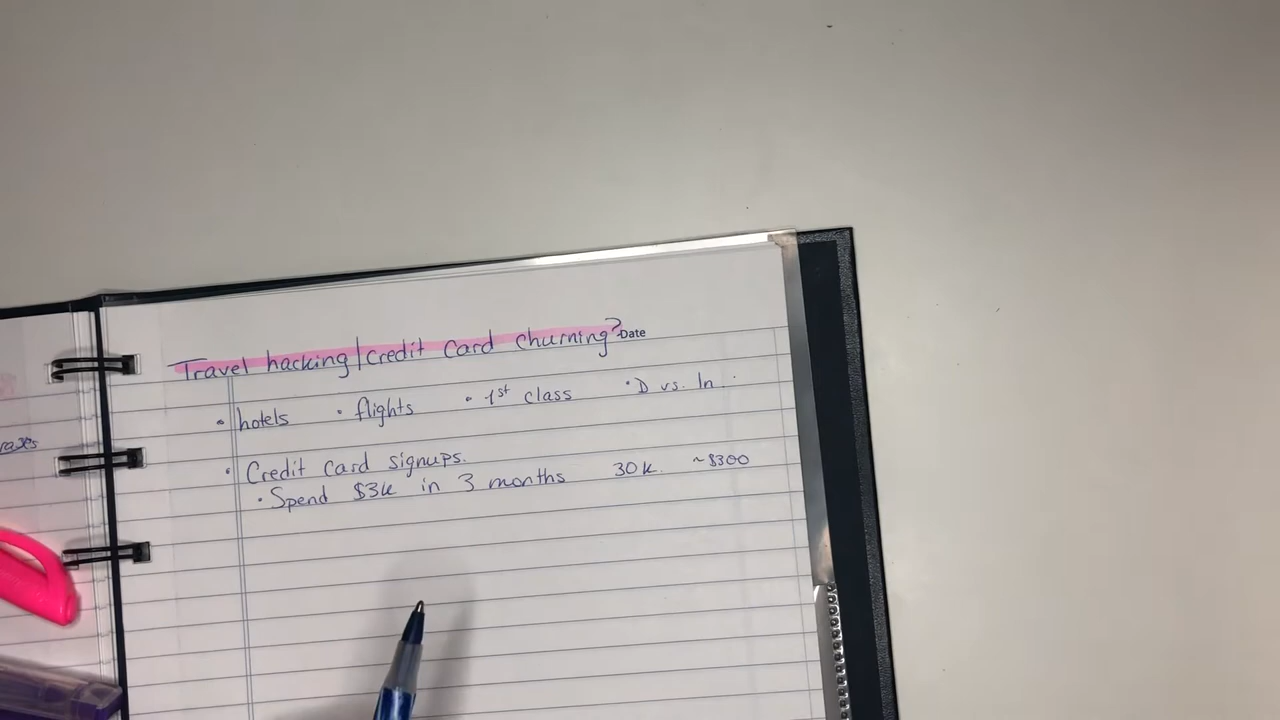 Travel hacking|Credit Card Churning? Date
• hotels • flights • 1st class • D vs. In
• Credit Card signups.
• Spend $3k in 3 months 30k. ~$300